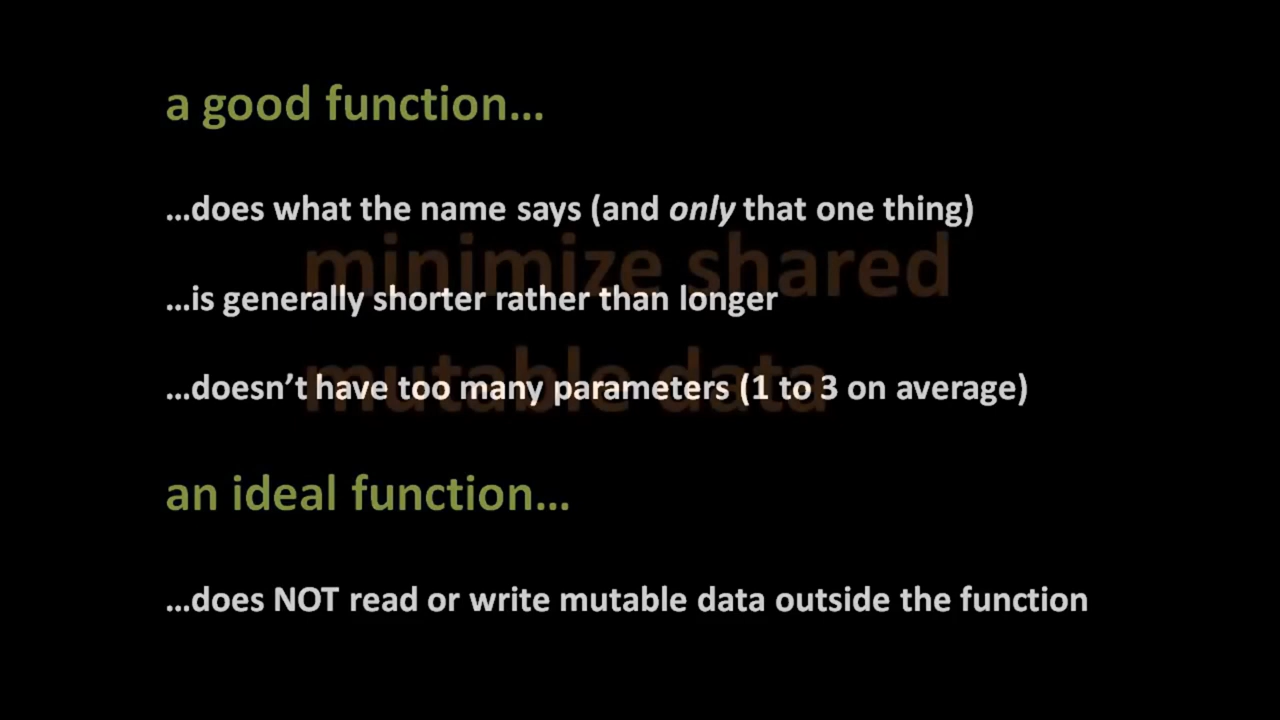 a good function…
…does what the name says (and only that one thing)
minimize shared
…is generally shorter rather than longer
mutable data
…doesn’t have too many parameters (1 to 3 on average)
an ideal function…
…does NOT read or write mutable data outside the function